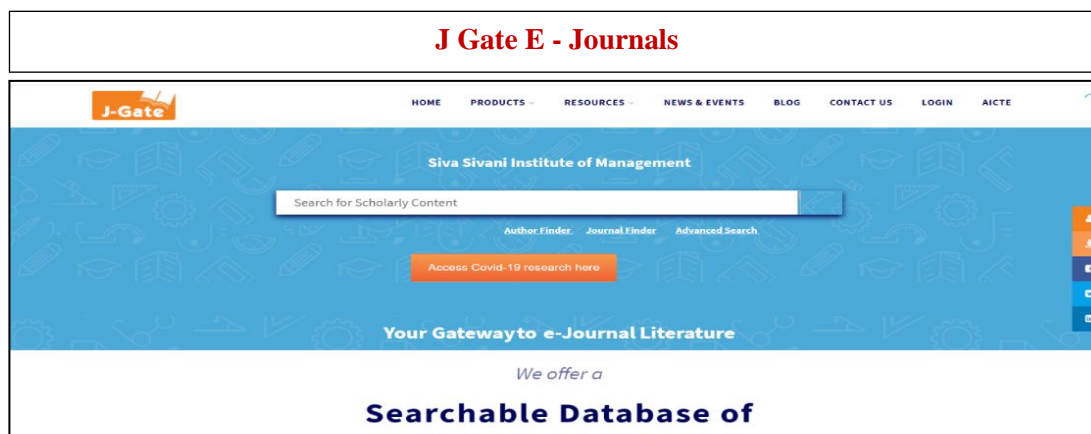 J Gate E - Journals
J-Gate
HOME PRODUCTS RESOURCES NEWS & EVENTS BLOG CONTACT US LOGIN AICTE
Siva Sivani Institute of Management
Search for Scholarly Content
Author Finder Journal Finder Advanced Search
Access Covid-19 research here
Your Gatewayto e-Journal Literature
We offer a
Searchable Database of